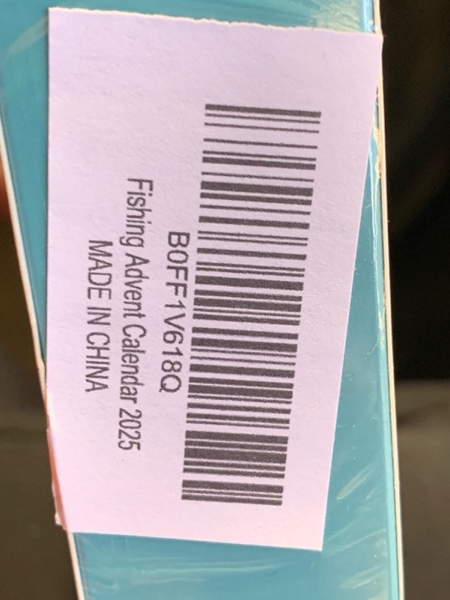 B0FF1V618Q
Fishing Advent Calendar 2025
MADE IN CHINA